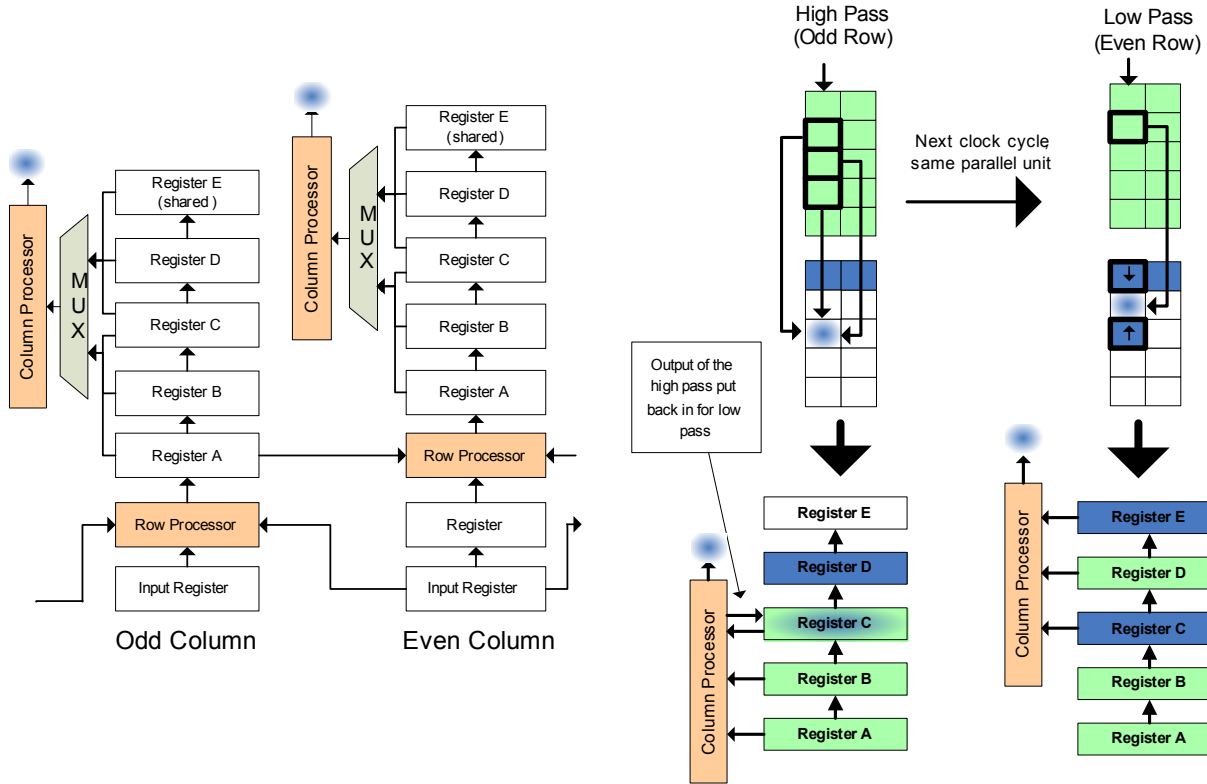 Register E
(shared )
Register D
Register C
Register B
Register A
Row Processor
Input Register
Column Processor
MUX
Odd Column
Register E
(shared)
Register D
Register C
Register B
Register A
Row Processor
Register
Input Register
Column Processor
MUX
Even Column
High Pass
(Odd Row)
Next clock cycle,
same parallel unit
Low Pass
(Even Row)
Output of the
high pass put
back in for low
pass
Register E
Register D
Register C
Register B
Register A
Column Processor
Register E
Register D
Register C
Register B
Register A
Column Processor